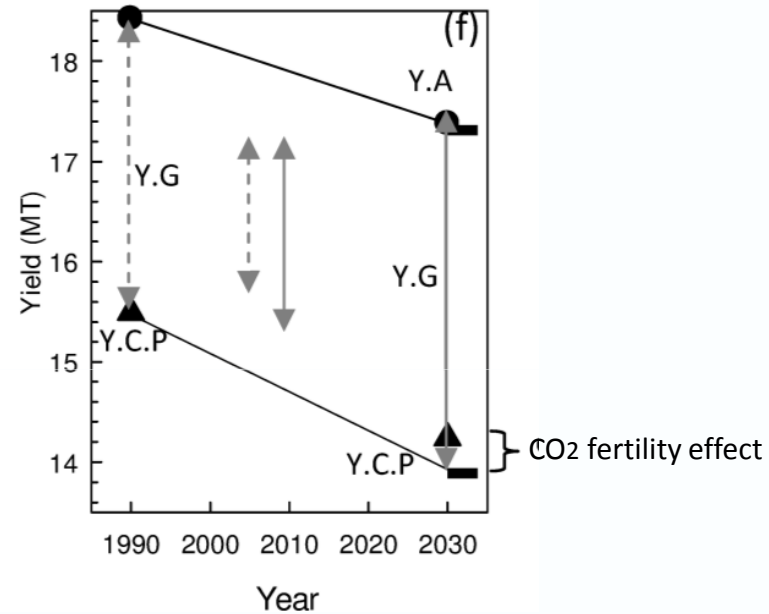 (f)
18
17
16
15
14
Yield (MT)
Y.A
Y.G
Y.G
Y.C.P
Y.C.P
CO2 fertility effect
1990 2000 2010 2020 2030
Year